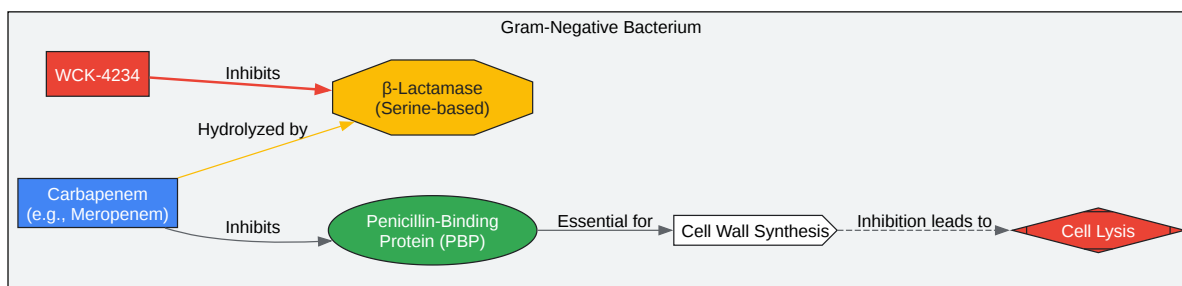 Gram-Negative Bacterium
WCK-4234
Inhibits
β-Lactamase
(Serine-based)
Hydrolyzed by
Carbapenem
(e.g., Meropenem)
Inhibits
Penicillin-Binding
Protein (PBP)
Essential for
Cell Wall Synthesis
Inhibition leads to
Cell Lysis